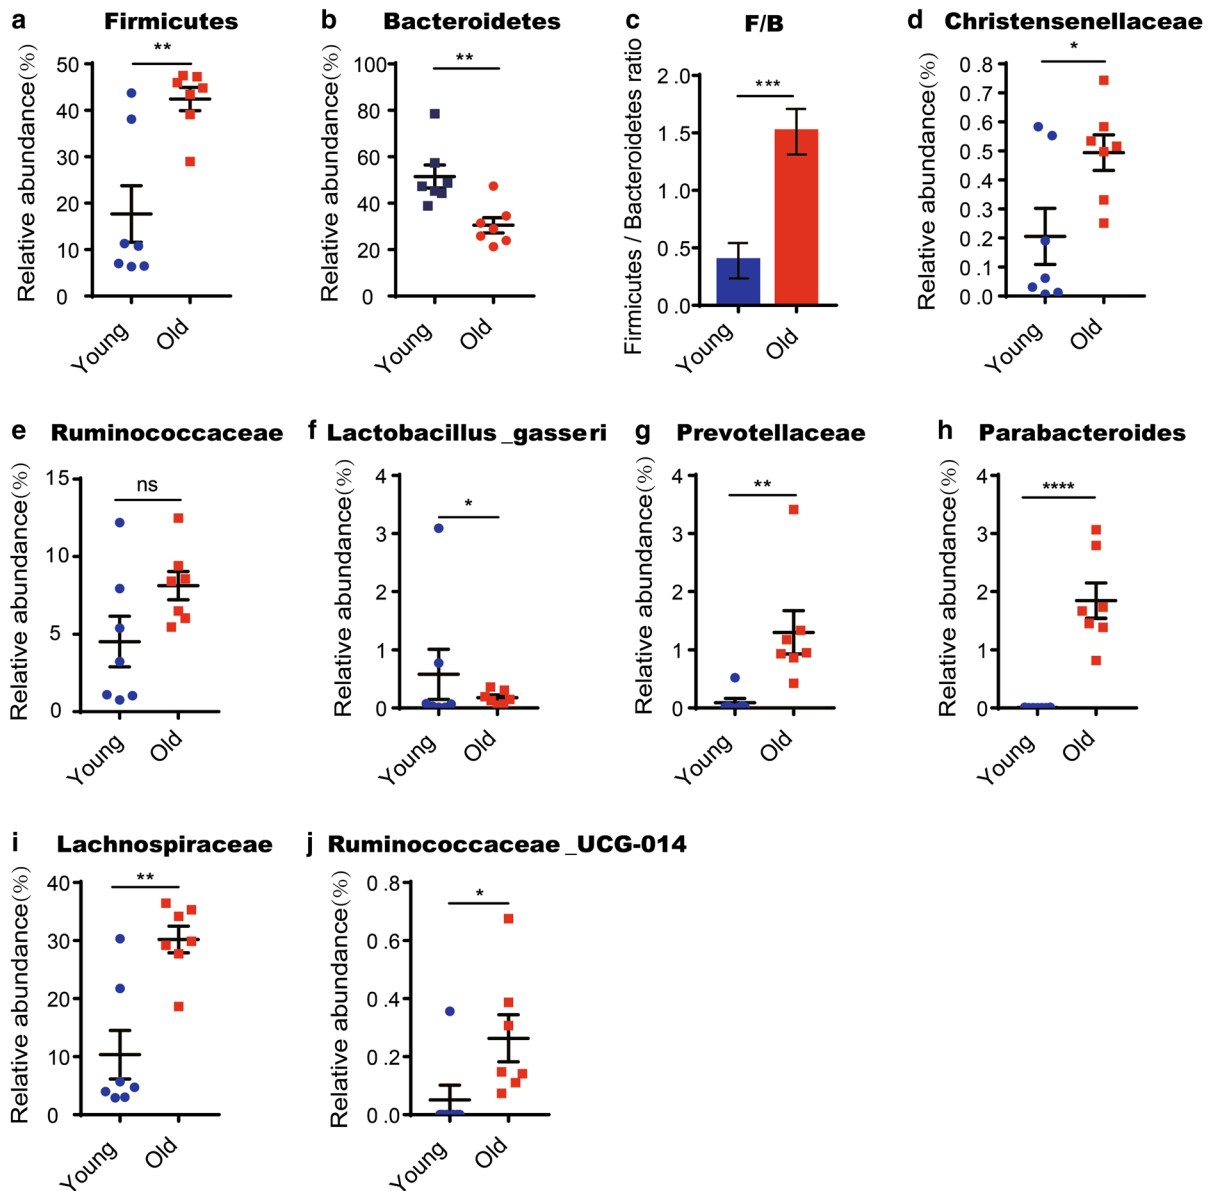 a Firmicutes
**
Relative abundance(%)
50
40
30
20
10
0
Young
Old
b Bacteroidetes
**
Relative abundance(%)
100
80
60
40
20
0
Young
Old
c F/B
***
Firmicutes / Bacteroidetes ratio
2.0
1.5
1.0
0.5
0.0
Young
Old
d Christensenellaceae
*
Relative abundance(%)
0.8
0.7
0.6
0.5
0.4
0.3
0.2
0.1
0.0
Young
Old
e Ruminococcaceae
ns
Relative abundance(%)
15
10
5
0
Young
Old
f Lactobacillus_gasseri
*
Relative abundance(%)
4
3
2
1
0
Young
Old
g Prevotellaceae
**
Relative abundance(%)
4
3
2
1
0
Young
Old
h Parabacteroides
****
Relative abundance(%)
4
3
2
1
0
Young
Old
i Lachnospiraceae
**
Relative abundance(%)
40
30
20
10
0
Young
Old
j Ruminococcaceae_UCG-014
*
Relative abundance(%)
0.8
0.6
0.4
0.2
0.0
Young
Old